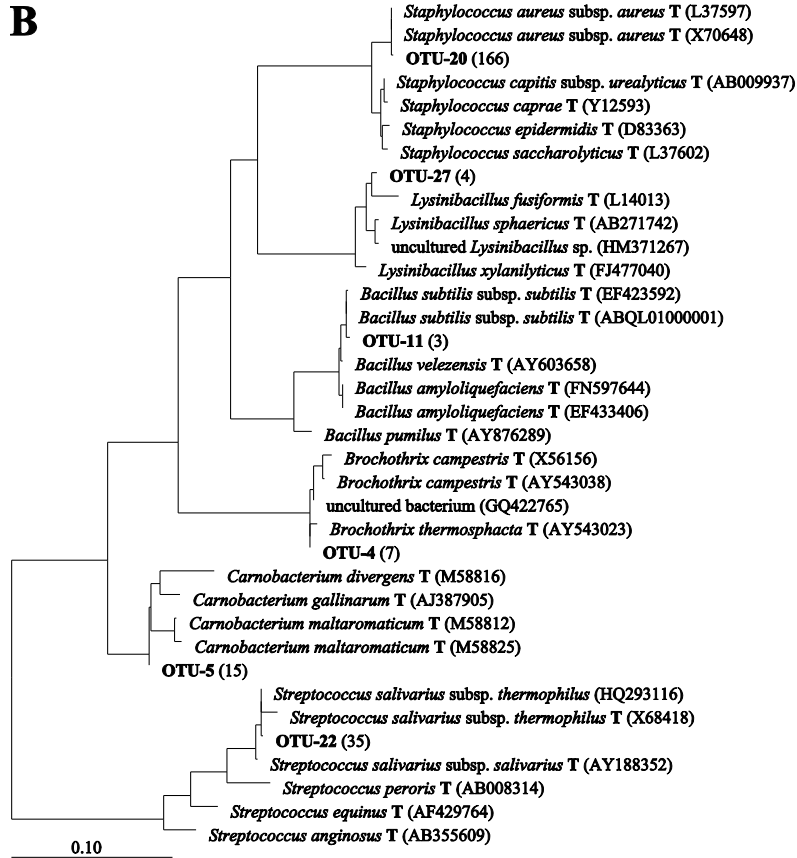 B
Staphylococcus aureus subsp. aureus T (L37597)
Staphylococcus aureus subsp. aureus T (X70648)
OTU-20 (166)
Staphylococcus capitis subsp. urealyticus T (AB009937)
Staphylococcus caprae T (Y12593)
Staphylococcus epidermidis T (D83363)
Staphylococcus saccharolyticus T (L37602)
OTU-27 (4)
Lysinibacillus fusiformis T (L14013)
Lysinibacillus sphaericus T (AB271742)
uncultured Lysinibacillus sp. (HM371267)
Lysinibacillus xylanilyticus T (FJ477040)
Bacillus subtilis subsp. subtilis T (EF423592)
Bacillus subtilis subsp. subtilis T (ABQL01000001)
OTU-11 (3)
Bacillus velezensis T (AY603658)
Bacillus amyloliquefaciens T (FN597644)
Bacillus amyloliquefaciens T (EF433406)
Bacillus pumilus T (AY876289)
Brochothrix campestris T (X56156)
Brochothrix campestris T (AY543038)
uncultured bacterium (GQ422765)
Brochothrix thermosphacta T (AY543023)
OTU-4 (7)
Carnobacterium divergens T (M58816)
Carnobacterium gallinarum T (AJ387905)
Carnobacterium maltaromaticum T (M58812)
Carnobacterium maltaromaticum T (M58825)
OTU-5 (15)
Streptococcus salivarius subsp. thermophilus (HQ293116)
Streptococcus salivarius subsp. thermophilus T (X68418)
OTU-22 (35)
Streptococcus salivarius subsp. salivarius T (AY188352)
Streptococcus peroris T (AB008314)
Streptococcus equinus T (AF429764)
Streptococcus anginosus T (AB355609)
0.10